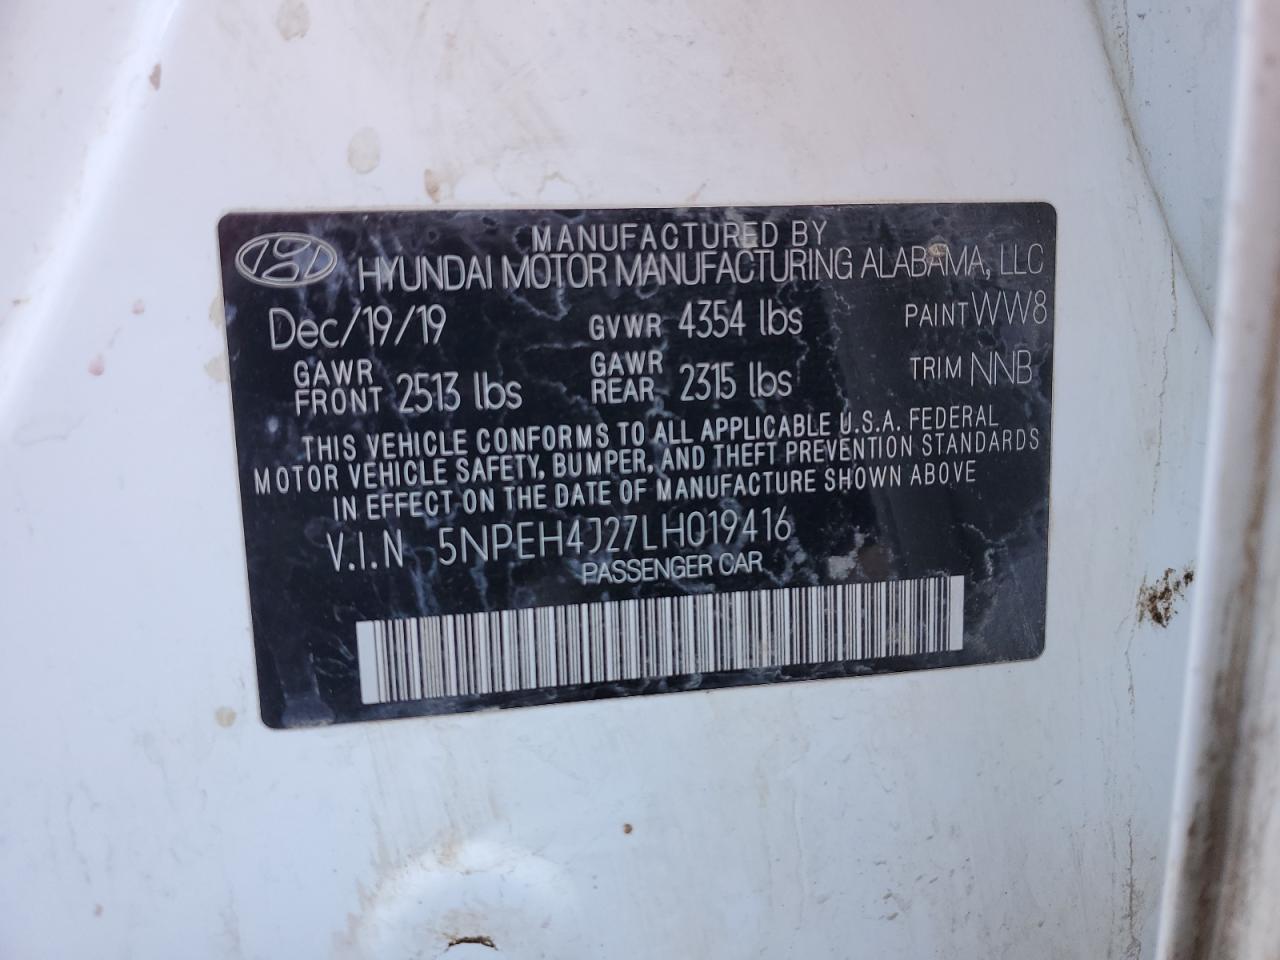 MANUFACTURED BY
HYUNDAI MOTOR MANUFACTURING ALABAMA, LLC
Dec/19/19 GVWR 4354 lbs PAINT WW8
GAWR FRONT 2513 lbs GAWR REAR 2315 lbs TRIM NNB
THIS VEHICLE CONFORMS TO ALL APPLICABLE U.S.A. FEDERAL
MOTOR VEHICLE SAFETY, BUMPER, AND THEFT PREVENTION STANDARDS
IN EFFECT ON THE DATE OF MANUFACTURE SHOWN ABOVE
V.I.N 5NPEH4J27LH019416
PASSENGER CAR